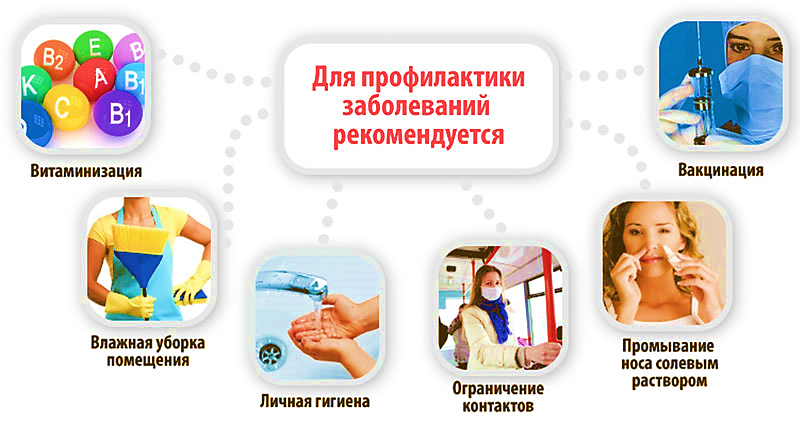 Для профилактики
заболеваний
рекомендуется
B2
E
B
K
A
B1
C
B1
Витаминизация
Вакцинация
Влажная уборка
помещения
Личная гигиена
Ограничение
контактов
Промывание
носа солевым
раствором